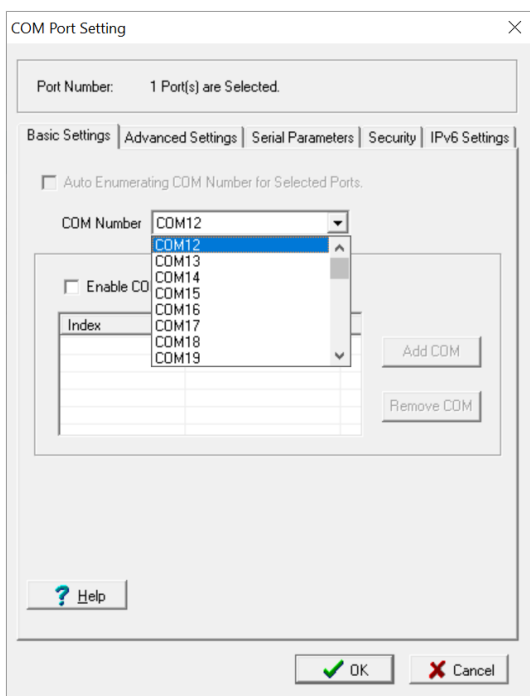 COM Port Setting
Port Number: 1 Port(s) are Selected.
Basic Settings Advanced Settings Serial Parameters Security IPv6 Settings
Auto Enumerating COM Number for Selected Ports.
COM Number COM12
COM12
COM13
COM14
Enable CO
COM15
COM16
Index COM17
COM18
COM19
Add COM
Remove COM
? Help
OK Cancel